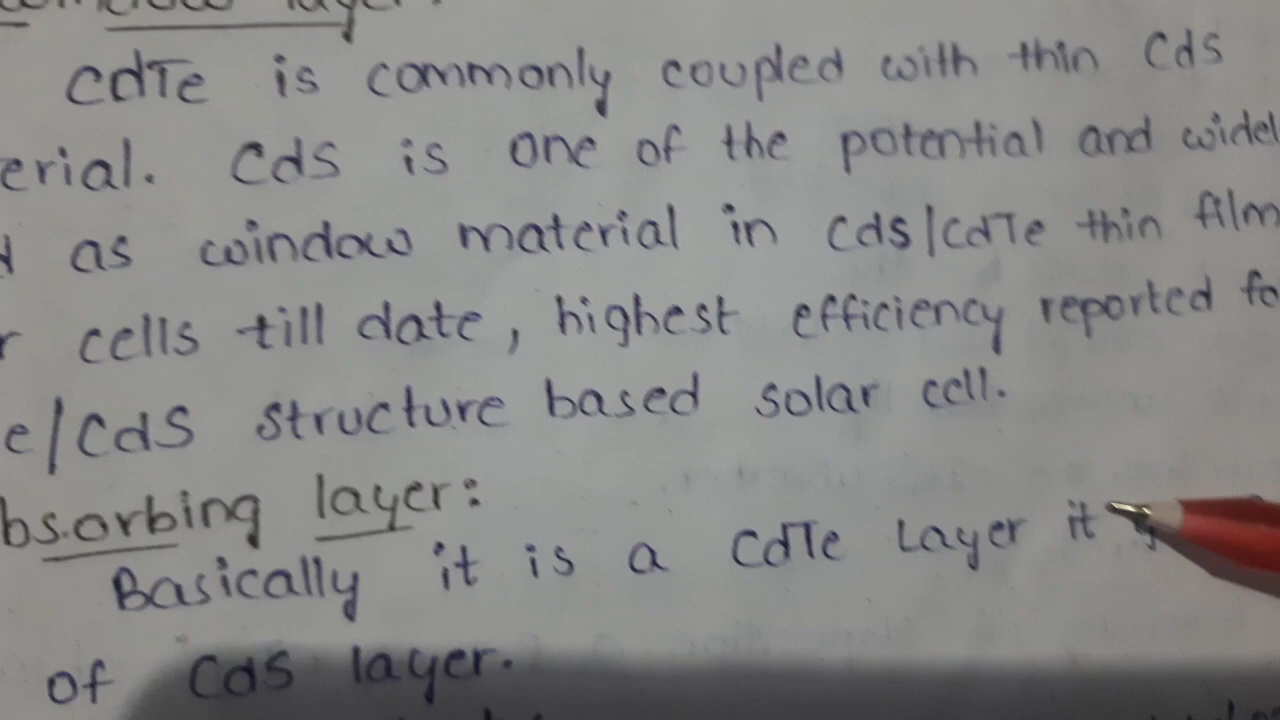 window layer:
CdTe is commonly coupled with thin Cds
erial. Cds is one of the potential and widel
as window material in Cds/CdTe thin film
r cells till date, highest efficiency reported fo
e/Cds structure based solar cell.
bsorbing layer:
Basically it is a CdTe Layer it
of Cds layer.